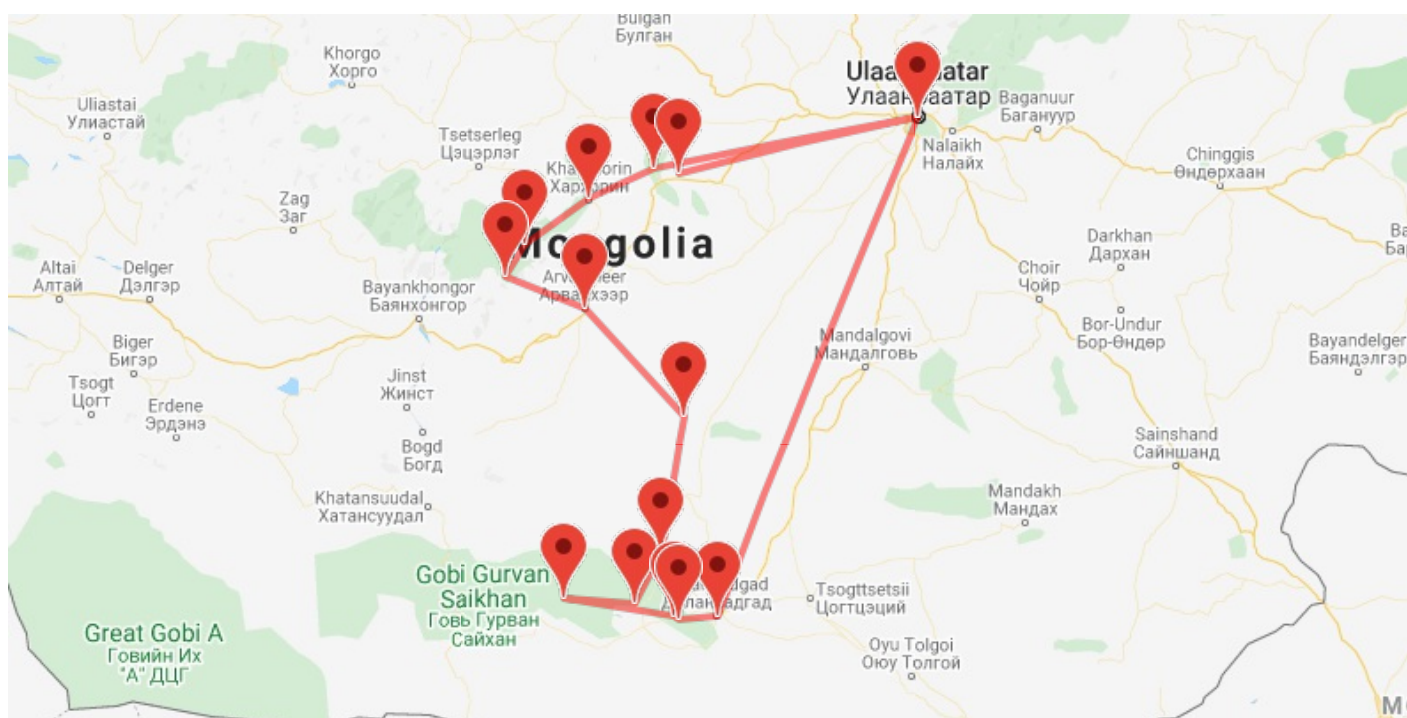 Bulgan
Булган
Khorgo
Хорго
Улаанбаатар
Uliastai
Улиастай
Baganuur
Багануур
Nalaikh
Налайх
Tsetserleg
Цэцэрлэг
Chinggis
Өндөрхаан
Хархорин
Zag
Заг
Mongolia
Darkhan
Дархан
Altai
Алтай
Delger
Дэлгэр
Bayankhongor
Баянхонгор
Choir
Чойр
Bor-Undur
Бор-Өндөр
Mandalgovi
Мандалговь
Biger
Бигэр
Bayandelger
Баяндэлгэр
Jinst
Жинст
Tsogt
Цогт
Erdene
Эрдэнэ
Bogd
Богд
Sainshand
Сайншанд
Khatansuudal
Хатансуудал
Mandakh
Мандах
Gobi Gurvan
Saikhan
Говь Гурван
Сайхан
Tsogttsetsii
Цогтцэций
Great Gobi A
Говийн Их
"А" ДЦГ
Oyu Tolgoi
Оюу Толгой